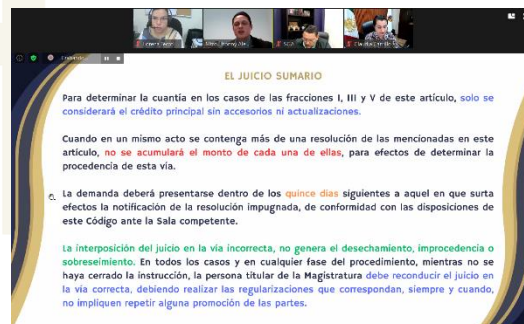 EL JUICIO SUMARIO
Para determinar la cuantía en los casos de las fracciones I, III y V de este artículo, solo se
considerará el crédito principal sin accesorios ni actualizaciones.
Cuando en un mismo acto se contenga más de una resolución de las mencionadas en este
artículo, no se acumulará el monto de cada una de ellas, para efectos de determinar la
procedencia de esta vía.
La demanda deberá presentarse dentro de los quince días siguientes a aquel en que surta
efectos la notificación de la resolución impugnada, de conformidad con las disposiciones de
este Código ante la Sala competente.
La interposición del juicio en la vía incorrecta, no genera el desechamiento, improcedencia o
sobreseimiento. En todos los casos y en cualquier fase del procedimiento, mientras no se
haya cerrado la instrucción, la persona titular de la Magistratura debe reconducir el juicio en
la vía correcta, debiendo realizar las regularizaciones que correspondan, siempre y cuando,
no impliquen repetir alguna promoción de las partes.